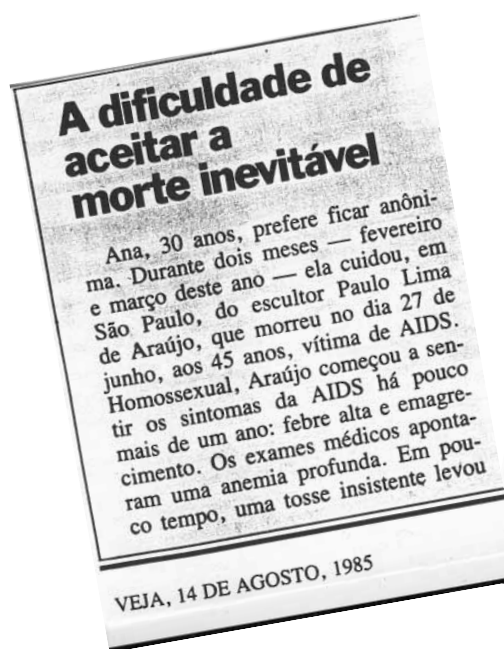 A dificuldade de
aceitar a
morte inevitável
Ana, 30 anos, prefere ficar anôni-
ma. Durante dois meses — fevereiro
e março deste ano — ela cuidou, em
São Paulo, do escultor Paulo Lima
de Araújo, que morreu no dia 27 de
junho, aos 45 anos, vítima de AIDS.
Homossexual, Araújo começou a sen-
tir os sintomas da AIDS há pouco
mais de um ano: febre alta e emagre-
cimento. Os exames médicos aponta-
ram uma anemia profunda. Em pou-
co tempo, uma tosse insistente levou
VEJA, 14 DE AGOSTO, 1985